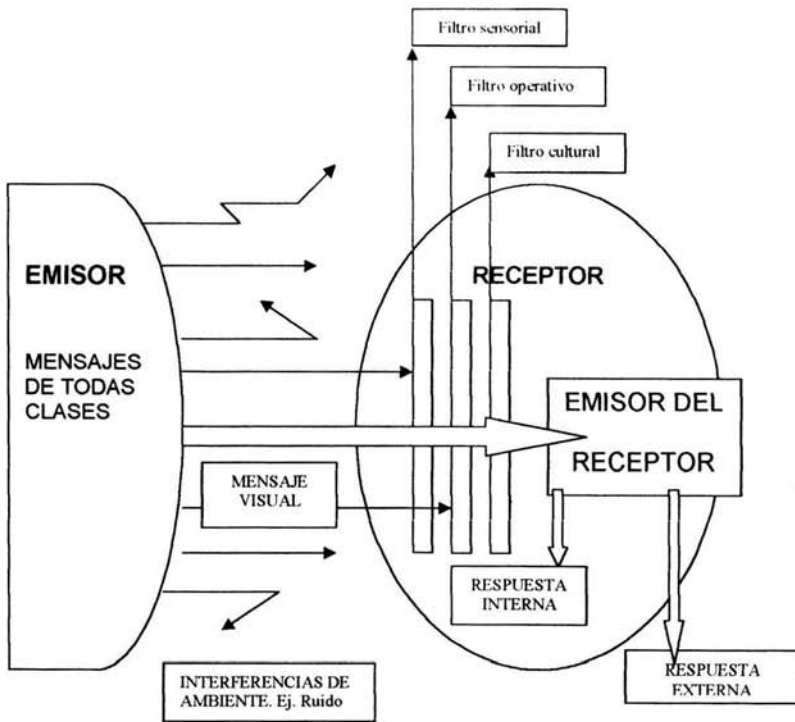 Filtro sensorial
Filtro operativo
Filtro cultural
EMISOR
MENSAJES
DE TODAS
CLASES
RECEPTOR
EMISOR DEL
RECEPTOR
MENSAJE
VISUAL
RESPUESTA
INTERNA
RESPUESTA
EXTERNA
INTERFERENCIAS DE
AMBIENTE. Ej. Ruido